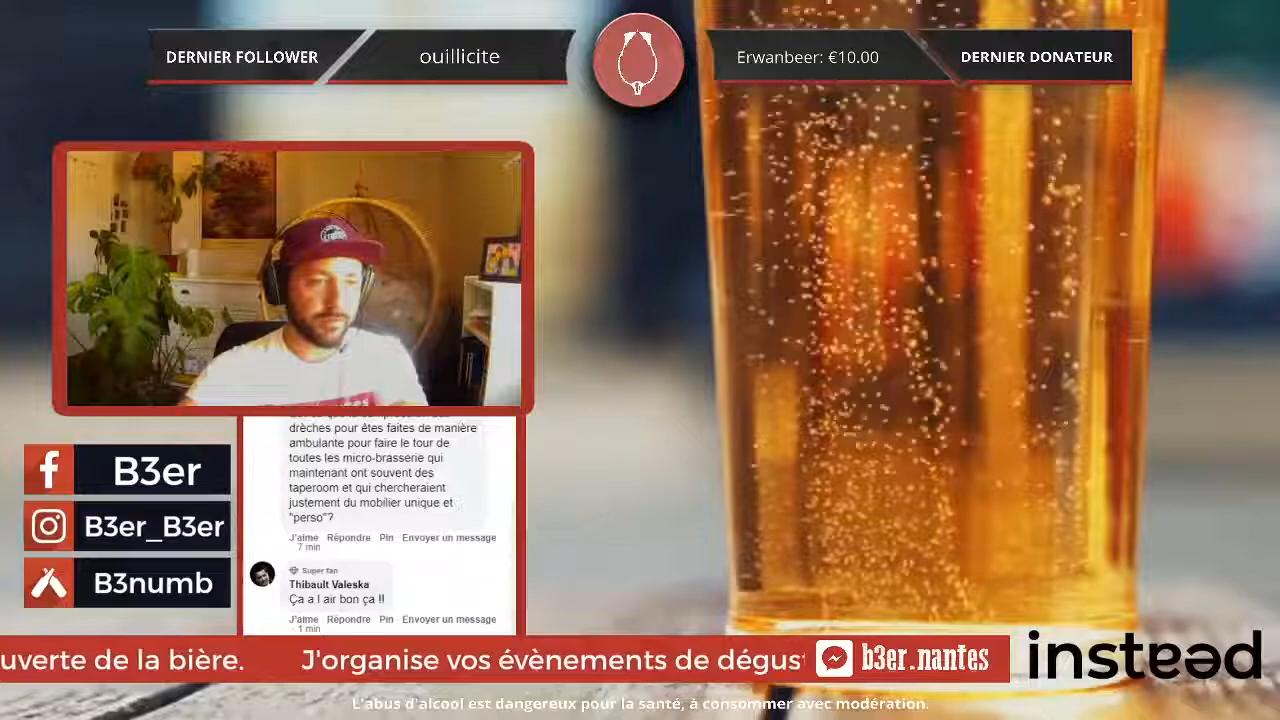 DERNIER FOLLOWER
ouillicite
Erwanbeer: €10.00
DERNIER DONATEUR
drèches pour êtes faites de manière
ambulante pour faire le tour de
toutes les micro-brasserie qui
maintenant ont souvent des
taperoom et qui chercheraient
justement du mobilier unique et
"perso"?
J'aime Répondre Pin Envoyer un message
7 min
Super fan
Thibault Valeska
Ça a l air bon ça !!
J'aime Répondre Pin Envoyer un message
1 min
B3er
B3er_B3er
B3numb
uverte de la bière. J'organise vos évènements de dégust
b3er.nantes
instead
L'abus d'alcool est dangereux pour la santé, à consommer avec modération.